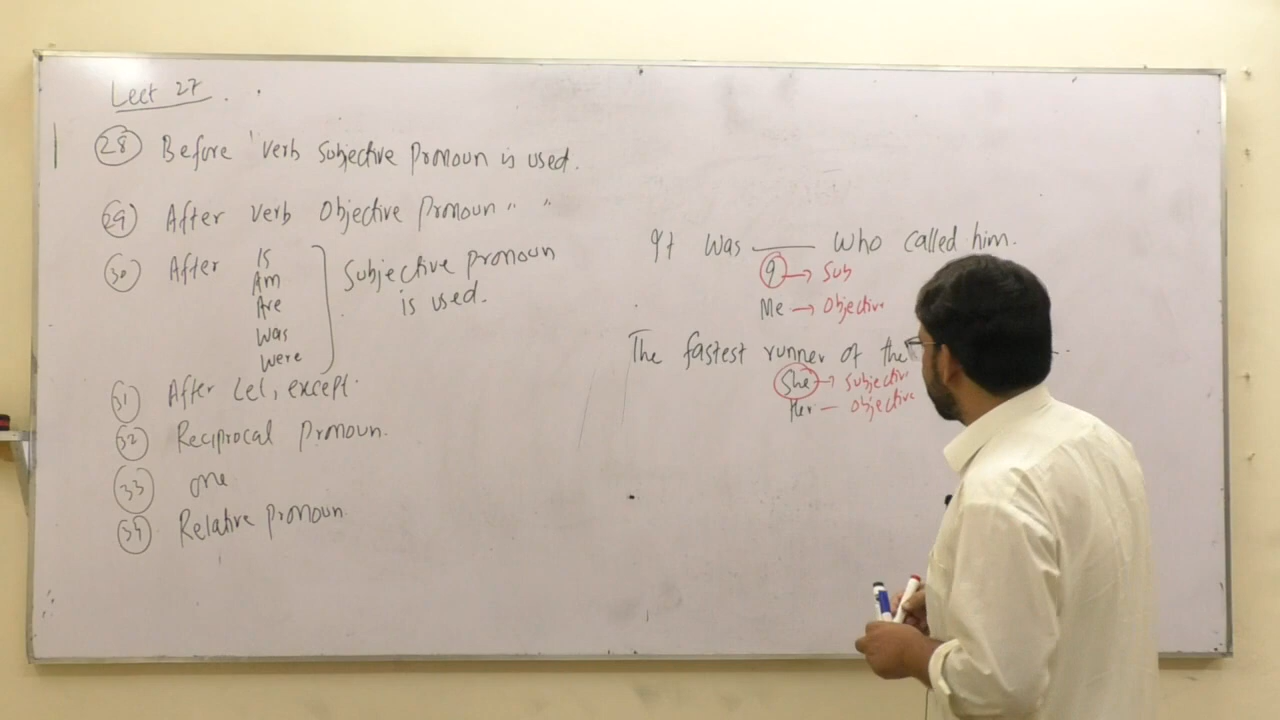 Lect 27
28 Before verb subjective pronoun is used.
29 After verb objective pronoun " "
30 After Is
Am
Are
Was
were
Subjective pronoun
is used.
31 After Let, except.
32 Reciprocal pronoun.
33 one
34 Relative pronoun.
It was ____ who called him.
I → Sub
Me → Objective
The fastest runner of the
She → Subjective
Her — Objective